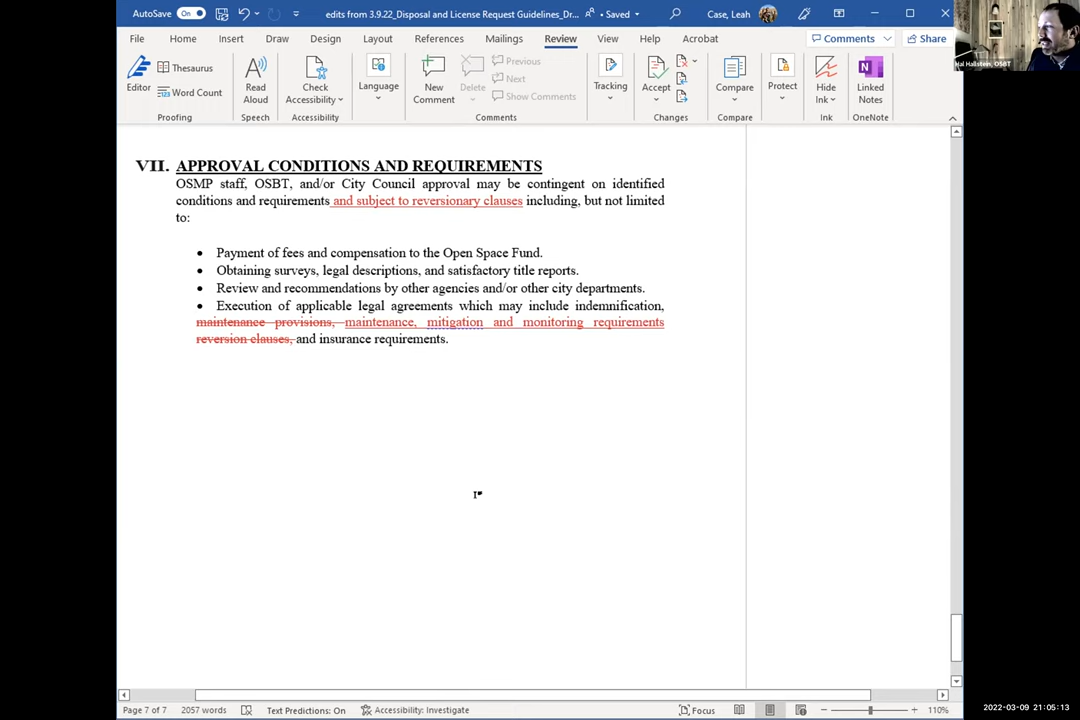 AutoSave On edits from 3.9.22_Disposal and License Request Guidelines_Dr... • Saved Case, Leah
File Home Insert Draw Design Layout References Mailings Review View Help Acrobat Comments Share
Editor Thesaurus Word Count Proofing
Read Aloud Speech
Check Accessibility Accessibility
Language
New Comment Delete Previous Next Show Comments Comments
Tracking
Accept Changes
Compare Compare
Protect
Hide Ink Ink
Linked Notes OneNote
Hal Hallstein, OSBT
VII. APPROVAL CONDITIONS AND REQUIREMENTS
OSMP staff, OSBT, and/or City Council approval may be contingent on identified
conditions and requirements and subject to reversionary clauses including, but not limited
to:
• Payment of fees and compensation to the Open Space Fund.
• Obtaining surveys, legal descriptions, and satisfactory title reports.
• Review and recommendations by other agencies and/or other city departments.
• Execution of applicable legal agreements which may include indemnification,
maintenance provisions, maintenance, mitigation and monitoring requirements
reversion clauses, and insurance requirements.
Page 7 of 7 2057 words Text Predictions: On Accessibility: Investigate Focus 110%
2022-03-09 21:05:13